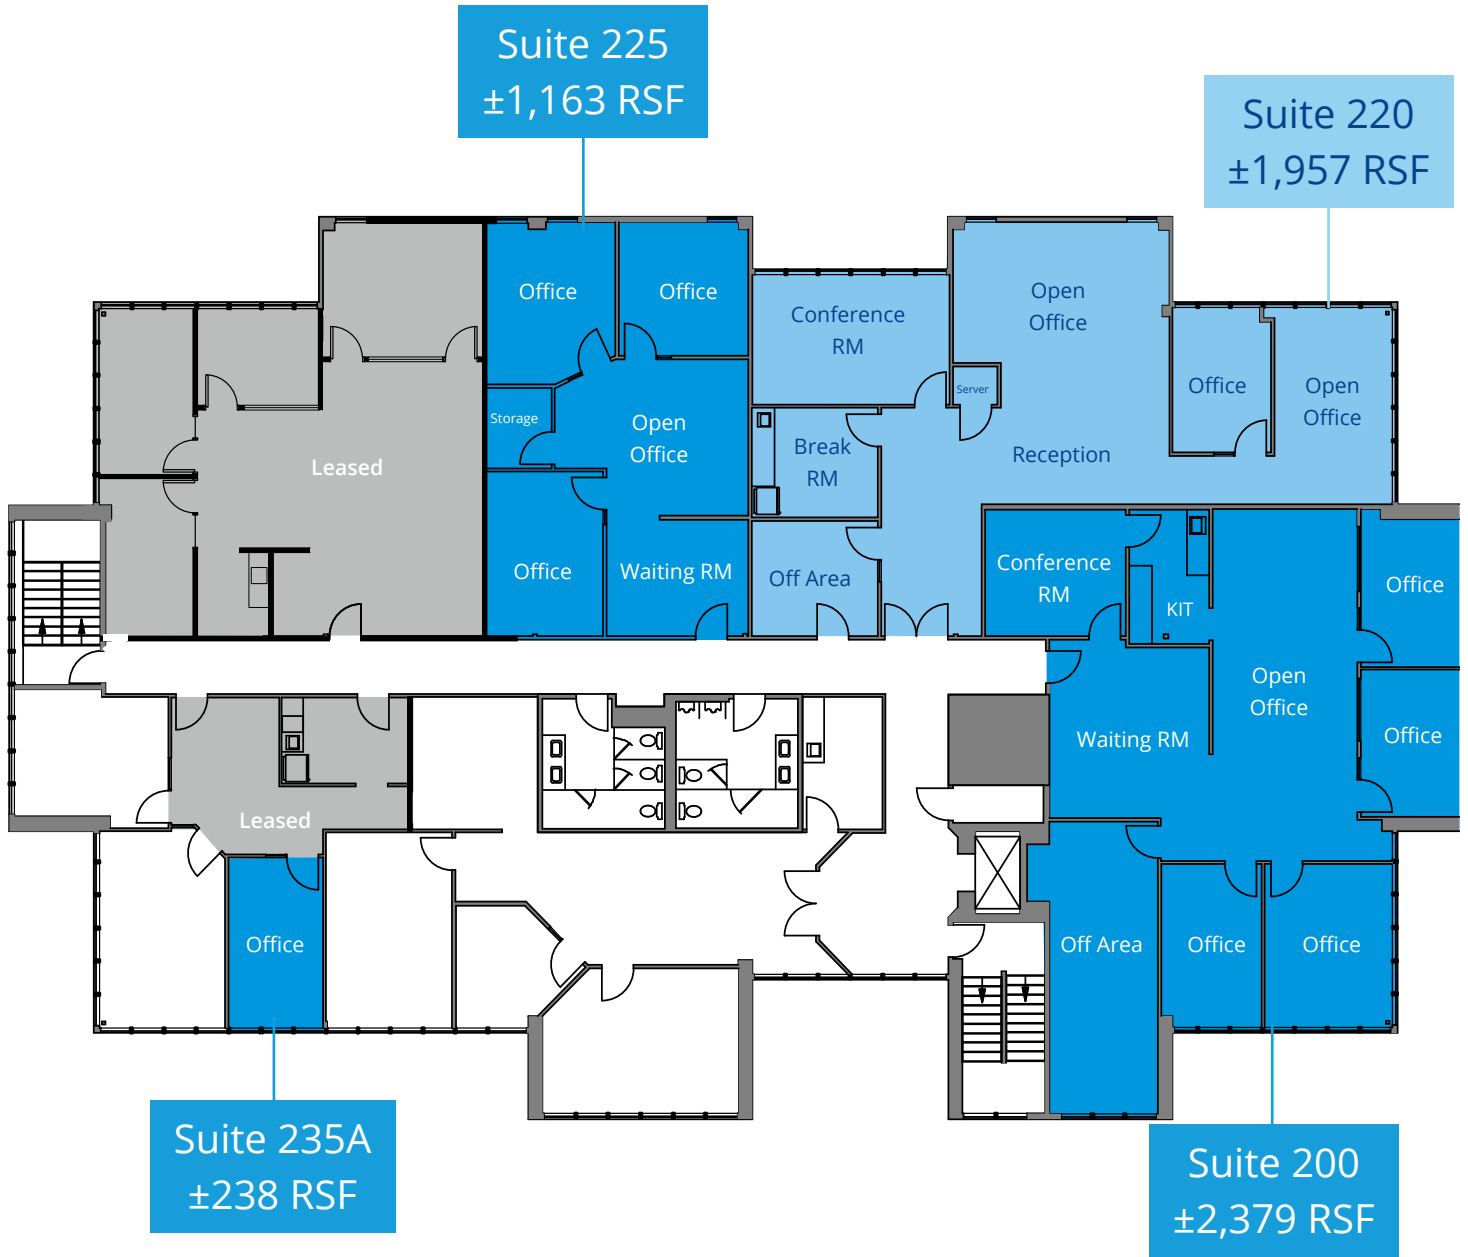 Suite 225
±1,163 RSF
Suite 220
±1,957 RSF
Office
Office
Open
Office
Conference
RM
Office
Open
Office
Server
Storage
Open
Office
Break
RM
Reception
Leased
Office
Waiting RM
Off Area
Conference
RM
KIT
Office
Open
Office
Waiting RM
Office
Leased
Office
Off Area
Office
Office
Suite 235A
±238 RSF
Suite 200
±2,379 RSF